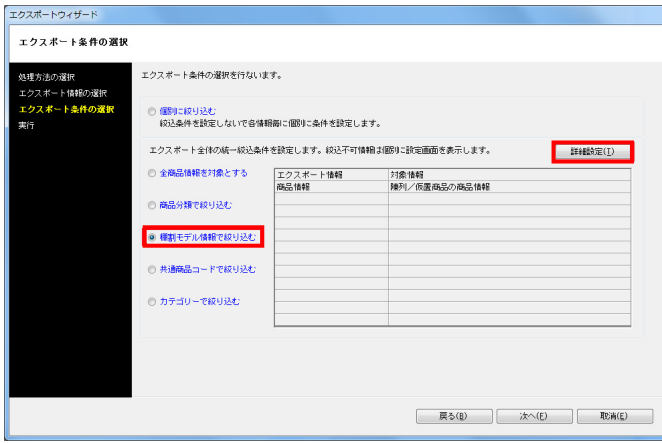 エクスポートウィザード
エクスポート条件の選択
処理方法の選択
エクスポート情報の選択
エクスポート条件の選択
実行
エクスポート条件の選択を行ないます。
個別に絞り込む
絞込条件を設定しないで各情報毎に個別に条件を設定します。
エクスポート全体の統一絞込条件を設定します。絞込不可情報は個別に設定画面を表示します。
詳細設定(I)
全商品情報を対象とする
商品分類で絞り込む
棚割モデル情報で絞り込む
共通商品コードで絞り込む
カテゴリーで絞り込む
エクスポート情報 対象情報
商品情報 陳列／仮置商品の商品情報
戻る(B) 次へ(F) 取消(E)